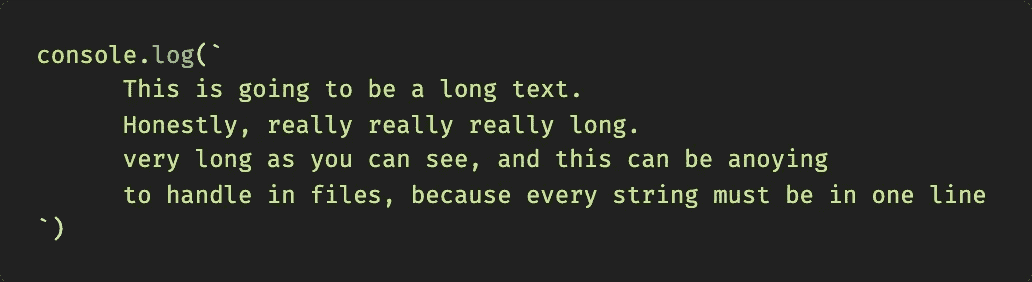 console.log(`
This is going to be a long text.
Honestly, really really really long.
very long as you can see, and this can be anoying
to handle in files, because every string must be in one line
`)